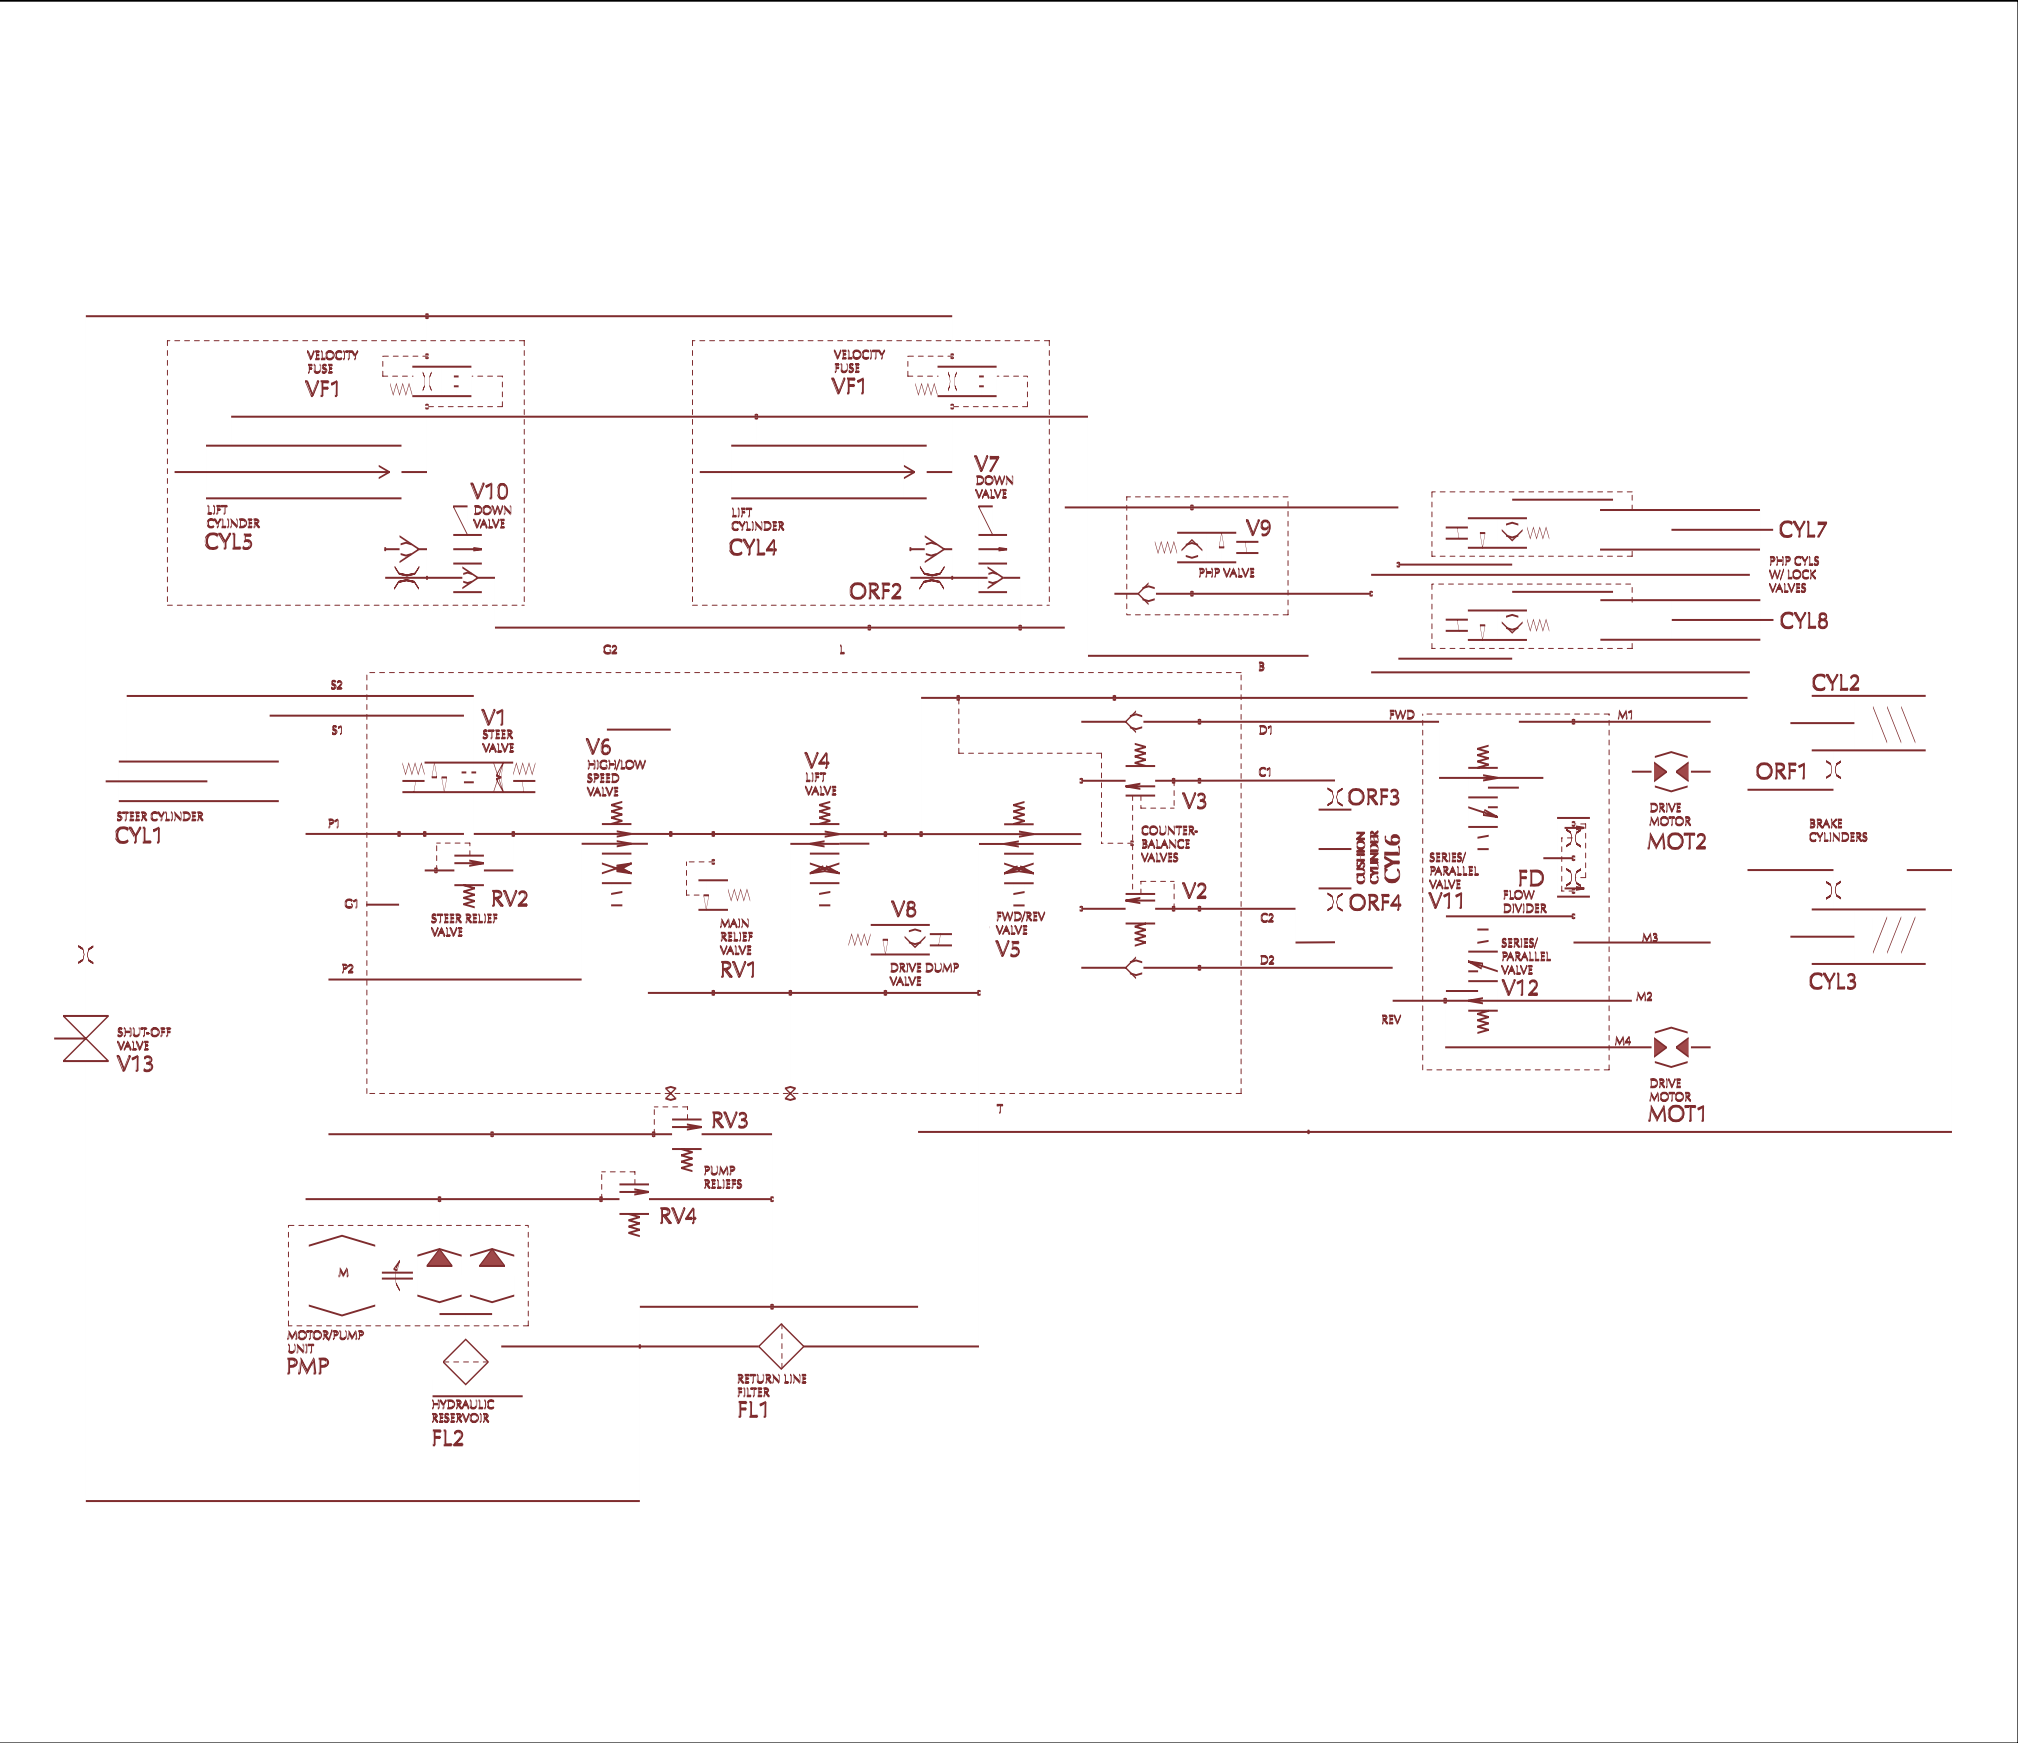 VELOCITY
FUSE
VF1
VELOCITY
FUSE
VF1
V10
DOWN
VALVE
V7
DOWN
VALVE
LIFT
CYLINDER
CYL5
LIFT
CYLINDER
CYL4
ORF2
V9
PHP VALVE
CYL7
PHP CYLS
W/ LOCK
VALVES
CYL8
G2
L
B
S2
S1
V1
STEER
VALVE
V6
HIGH/LOW
SPEED
VALVE
V4
LIFT
VALVE
FWD
M1
D1
C1
CYL2
V3
ORF3
ORF1
STEER CYLINDER
CYL1
P1
COUNTER-
BALANCE
VALVES
CUSHION
CYLINDER
CYL6
DRIVE
MOTOR
MOT2
BRAKE
CYLINDERS
SERIES/
PARALLEL
VALVE
V11
FD
FLOW
DIVIDER
RV2
STEER RELIEF
VALVE
G1
V2
ORF4
C2
V8
DRIVE DUMP
VALVE
MAIN
RELIEF
VALVE
RV1
FWD/REV
VALVE
V5
D2
M3
SERIES/
PARALLEL
VALVE
V12
M2
REV
M4
CYL3
P2
SHUT-OFF
VALVE
V13
T
RV3
PUMP
RELIEFS
RV4
DRIVE
MOTOR
MOT1
M
MOTOR/PUMP
UNIT
PMP
HYDRAULIC
RESERVOIR
FL2
RETURN LINE
FILTER
FL1